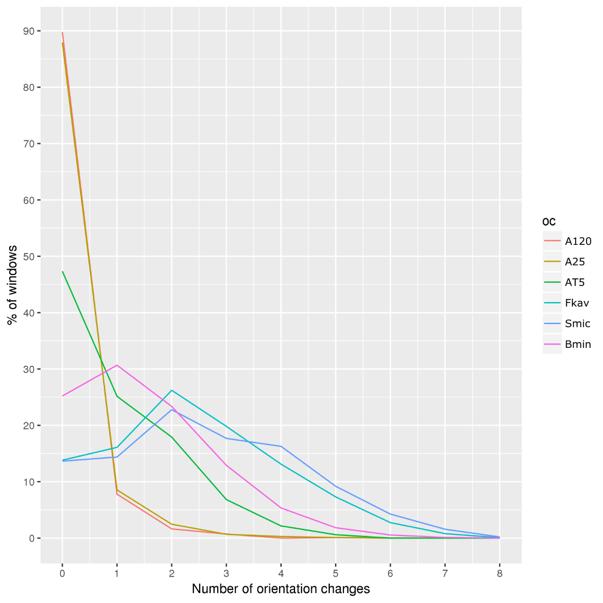 % of windows
90
80
70
60
50
40
30
20
10
0
0 1 2 3 4 5 6 7 8
Number of orientation changes
oc
A120
A25
AT5
Fkav
Smic
Bmin